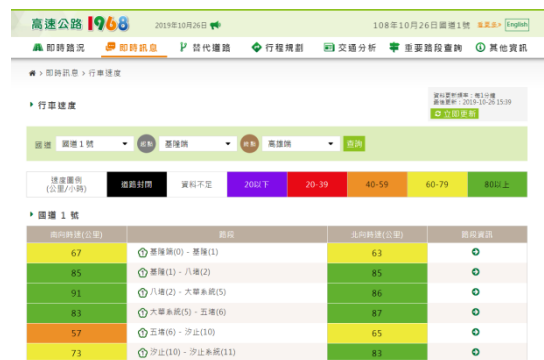 高速公路 1968 2019年10月26日 108年10月26日國道1號 English
即時路況 即時訊息 替代道路 行程規劃 交通分析 重要路段查詢 其他資訊
> 即時訊息 > 行車速度
資料更新頻率：每1分鐘
最後更新：2019-10-26 15:39
行車速度
立即更新
國道 國道1號 起點 基隆端 終點 高雄端 查詢
速度圖例
(公里/小時) 道路封閉 資料不足 20以下 20-39 40-59 60-79 80以上
國道 1 號
南向時速(公里) 路段 北向時速(公里) 路段資訊
67 基隆端(0) - 基隆(1) 63
85 基隆(1) - 八堵(2) 85
91 八堵(2) - 大華系統(5) 86
83 大華系統(5) - 五堵(6) 87
57 五堵(6) - 汐止(10) 65
73 汐止(10) - 汐止系統(11) 83